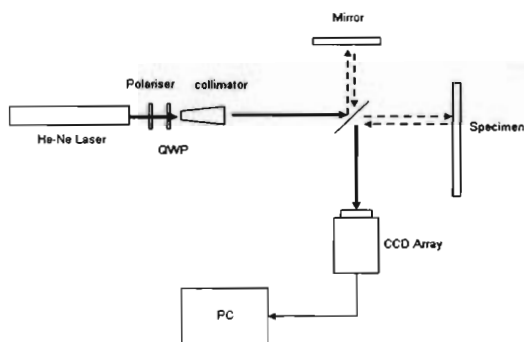 Mirror
Polariser
collimator
He-Ne Laser
QWP
Specimen
CCD Array
PC